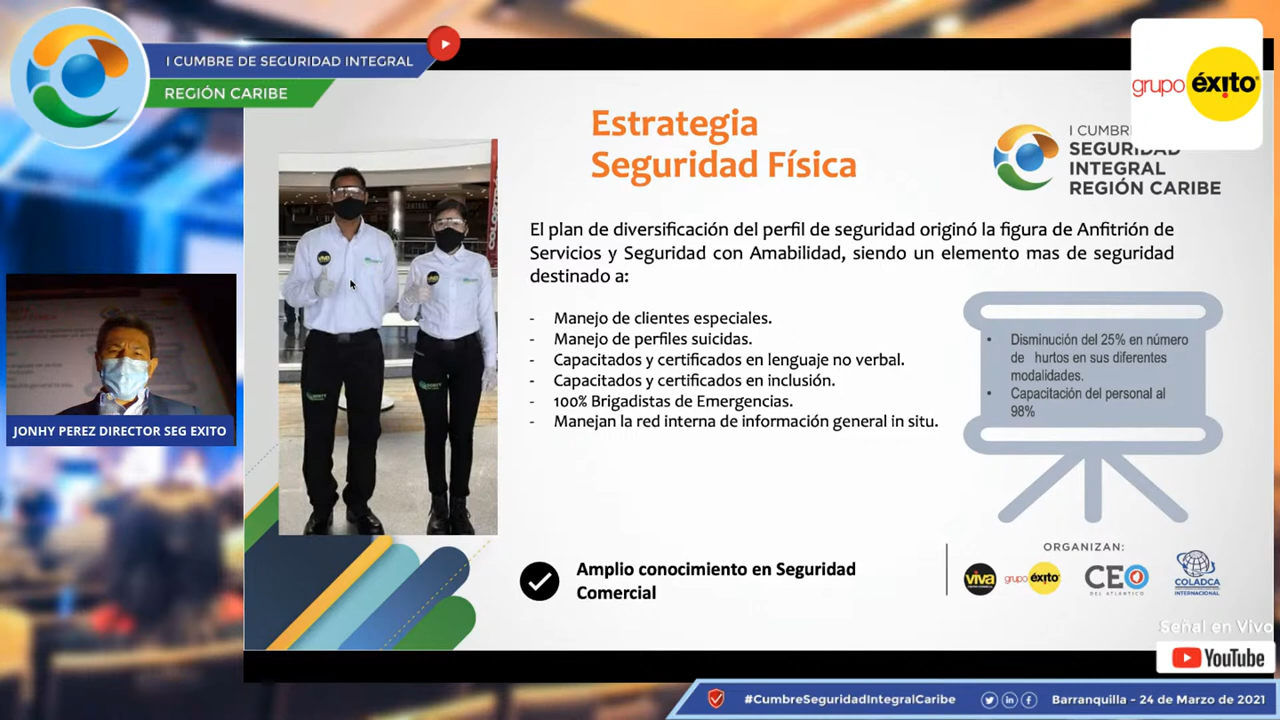 I CUMBRE DE SEGURIDAD INTEGRAL
REGIÓN CARIBE
grupo éxito
Estrategia
Seguridad Física
I CUMBR
SEGURIDAD
INTEGRAL
REGIÓN CARIBE
El plan de diversificación del perfil de seguridad originó la figura de Anfitrión de
Servicios y Seguridad con Amabilidad, siendo un elemento mas de seguridad
destinado a:
- Manejo de clientes especiales.
- Manejo de perfiles suicidas.
- Capacitados y certificados en lenguaje no verbal.
- Capacitados y certificados en inclusión.
- 100% Brigadistas de Emergencias.
- Manejan la red interna de información general in situ.
• Disminución del 25% en número
de hurtos en sus diferentes
modalidades.
• Capacitación del personal al
98%
JONHY PEREZ DIRECTOR SEG EXITO
Amplio conocimiento en Seguridad
Comercial
ORGANIZAN:
viva
grupo éxito
CEO
DEL ATLÁNTICO
COLADCA
INTERNACIONAL
Señal en Vivo
YouTube
#CumbreSeguridadIntegralCaribe
Barranquilla - 24 de Marzo de 2021